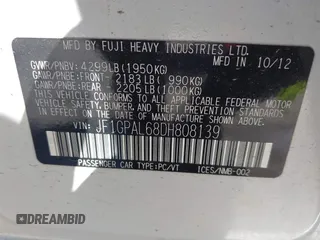 MFD. BY FUJI HEAVY INDUSTRIES LTD.
GVWR/PNBV: 4299LB(1950KG) 10/12
GAWR/PNBE:FRONT- 2183LB( 990KG)
GAWR/PNBE:REAR- 2205LB(1000KG)
THIS VEHICLE CONFORMS TO ALL APPLICABLE
FEDERAL MOTOR VEHICLE
SAFETY, BUMPER, AND THEFT PREVENTION
STANDARDS IN EFFECT ON THE DATE OF
MANUFACTURE SHOWN ABOVE.
VIN: JF1GPAL68DH808139
PASSENGER CAR TYPE:PC/VT ICES/NMB-002
DREAMBID